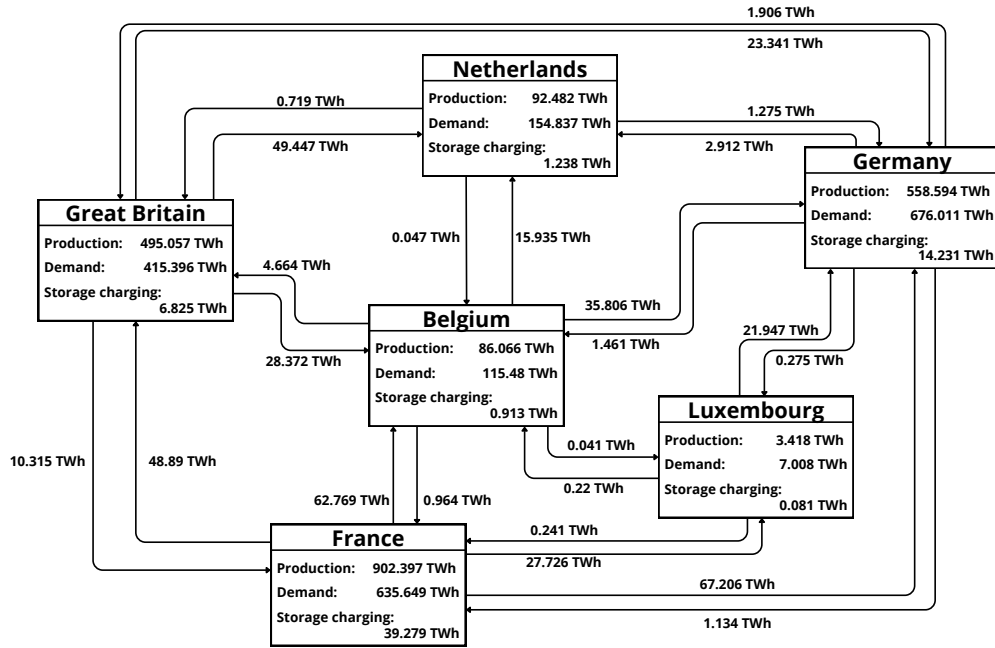 1.906 TWh
23.341 TWh
Netherlands
Production: 92.482 TWh
Demand: 154.837 TWh
Storage charging:
1.238 TWh
0.719 TWh
49.447 TWh
1.275 TWh
2.912 TWh
Germany
Production: 558.594 TWh
Demand: 676.011 TWh
Storage charging:
14.231 TWh
Great Britain
Production: 495.057 TWh
Demand: 415.396 TWh
Storage charging:
6.825 TWh
0.047 TWh
15.935 TWh
4.664 TWh
28.372 TWh
Belgium
Production: 86.066 TWh
Demand: 115.48 TWh
Storage charging:
0.913 TWh
35.806 TWh
1.461 TWh
21.947 TWh
0.275 TWh
Luxembourg
Production: 3.418 TWh
Demand: 7.008 TWh
Storage charging:
0.081 TWh
0.041 TWh
0.22 TWh
10.315 TWh
48.89 TWh
62.769 TWh
0.964 TWh
France
Production: 902.397 TWh
Demand: 635.649 TWh
Storage charging:
39.279 TWh
0.241 TWh
27.726 TWh
67.206 TWh
1.134 TWh